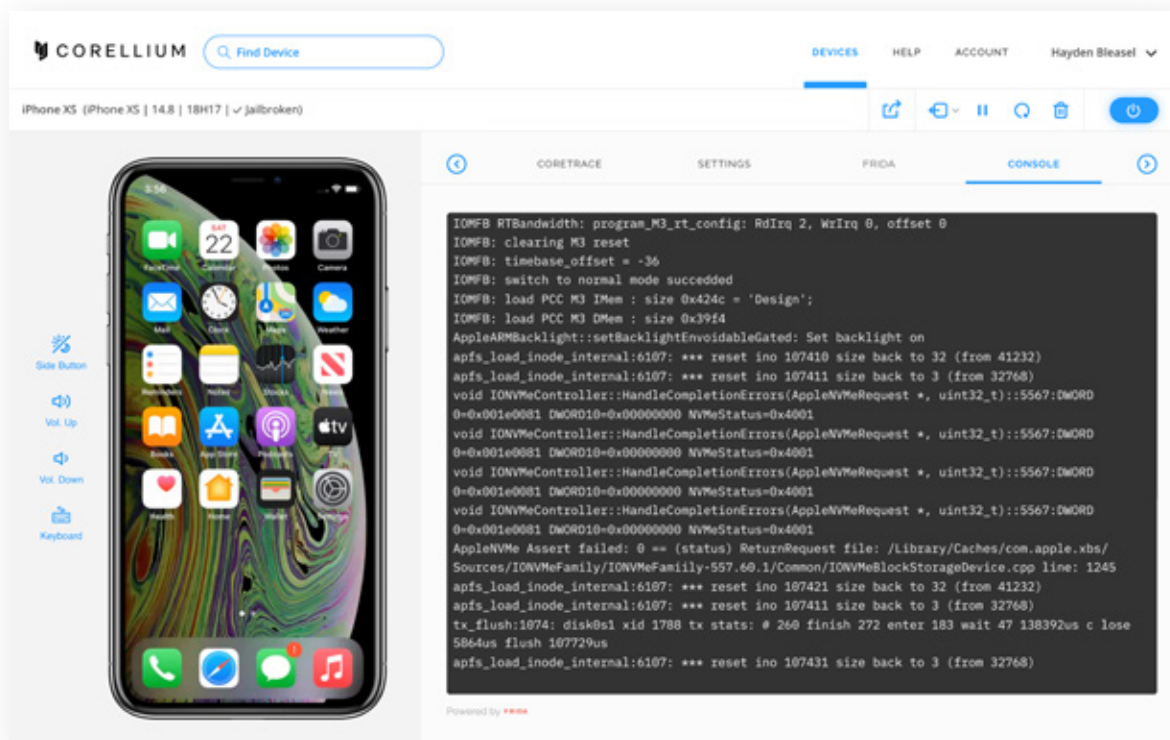 CORELLIUM
Find Device
DEVICES
HELP
ACCOUNT
Hayden Bleasel
iPhone XS (iPhone XS | 14.8 | 18H17 | ✓ Jailbroken)
CORETRACE
SETTINGS
FRIDA
CONSOLE
3:56
SAT
22
FaceTime
Calendar
Photos
Camera
Mail
Clock
Maps
Weather
Reminders
Notes
Stocks
News
tv
Books
App Store
Podcasts
TV
Health
Home
Wallet
Side Button
Vol. Up
Vol. Down
Keyboard
IOMFB RTBandwidth: program_M3_rt_config: RdIrq 2, WrIrq 0, offset 0
IOMFB: clearing M3 reset
IOMFB: timebase_offset = -36
IOMFB: switch to normal mode succedded
IOMFB: load PCC M3 IMem : size 0x424c = 'Design';
IOMFB: load PCC M3 DMem : size 0x39f4
AppleARMBacklight::setBacklightEnvoidableGated: Set backlight on
apfs_load_inode_internal:6107: *** reset ino 107410 size back to 32 (from 41232)
apfs_load_inode_internal:6107: *** reset ino 107411 size back to 3 (from 32768)
void IONVMeController::HandleCompletionErrors(AppleNVMeRequest *, uint32_t)::5567:DWORD
0=0x001e0081 DWORD10=0x00000000 NVMeStatus=0x4001
void IONVMeController::HandleCompletionErrors(AppleNVMeRequest *, uint32_t)::5567:DWORD
0=0x001e0081 DWORD10=0x00000000 NVMeStatus=0x4001
void IONVMeController::HandleCompletionErrors(AppleNVMeRequest *, uint32_t)::5567:DWORD
0=0x001e0081 DWORD10=0x00000000 NVMeStatus=0x4001
void IONVMeController::HandleCompletionErrors(AppleNVMeRequest *, uint32_t)::5567:DWORD
0=0x001e0081 DWORD10=0x00000000 NVMeStatus=0x4001
AppleNVMe Assert failed: 0 == (status) ReturnRequest file: /Library/Caches/com.apple.xbs/
Sources/IONVMeFamily/IONVMeFamiily-557.60.1/Common/IONVMeBlockStorageDevice.cpp line: 1245
apfs_load_inode_internal:6107: *** reset ino 107421 size back to 32 (from 41232)
apfs_load_inode_internal:6107: *** reset ino 107411 size back to 3 (from 32768)
tx_flush:1074: disk0s1 xid 1788 tx stats: # 260 finish 272 enter 183 wait 47 138392us c lose
5864us flush 107729us
apfs_load_inode_internal:6107: *** reset ino 107431 size back to 3 (from 32768)
Powered by FRIDA